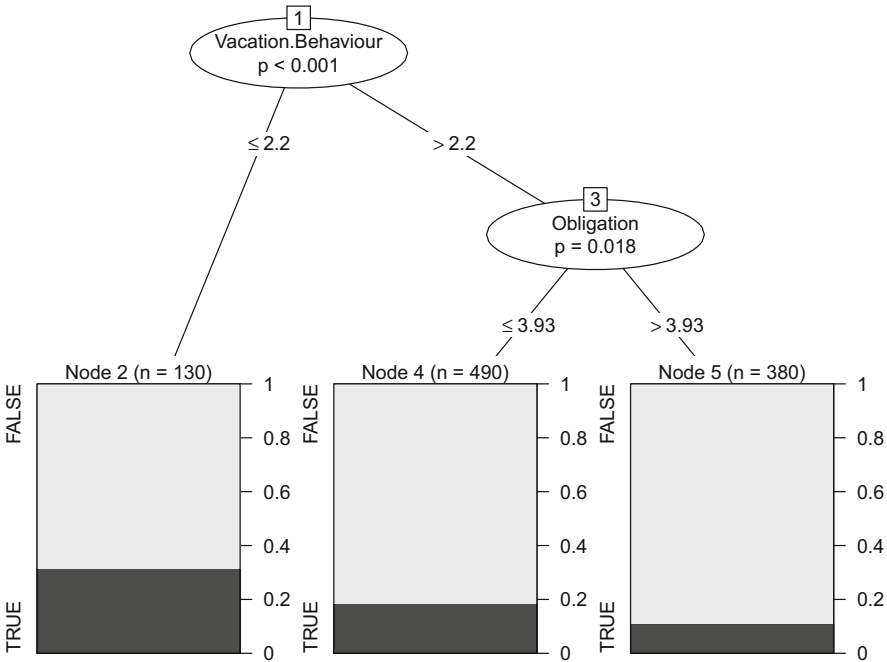 1
Vacation.Behaviour
p < 0.001
≤ 2.2
> 2.2
3
Obligation
p = 0.018
≤ 3.93
> 3.93
Node 2 (n = 130)
FALSE
TRUE
1
0.8
0.6
0.4
0.2
0
Node 4 (n = 490)
FALSE
TRUE
1
0.8
0.6
0.4
0.2
0
Node 5 (n = 380)
FALSE
TRUE
1
0.8
0.6
0.4
0.2
0